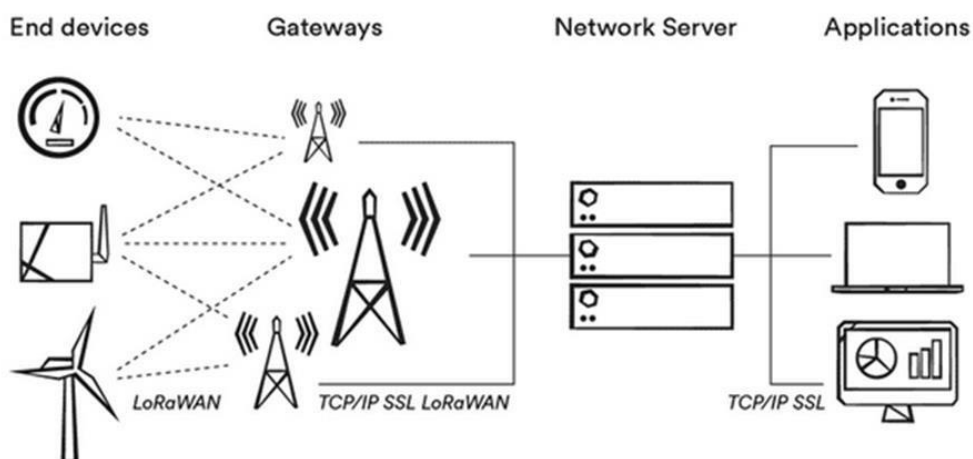 End devices
Gateways
Network Server
Applications
LoRaWAN
TCP/IP SSL LoRaWAN
TCP/IP SSL